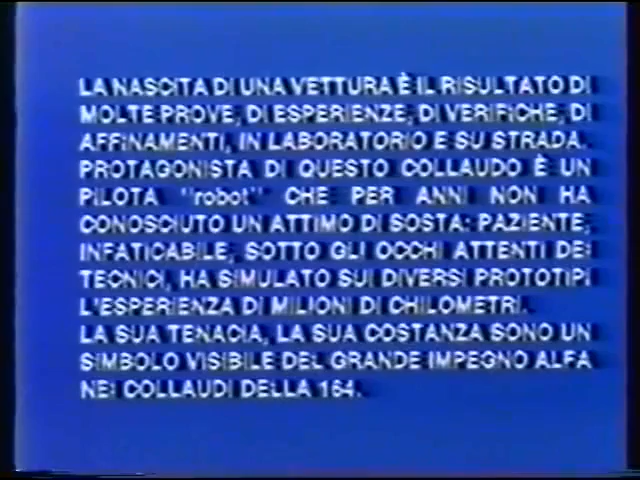 LA NASCITA DI UNA VETTURA È IL RISULTATO DI
MOLTE PROVE, DI ESPERIENZE, DI VERIFICHE, DI
AFFINAMENTI, IN LABORATORIO E SU STRADA.
PROTAGONISTA DI QUESTO COLLAUDO È UN
PILOTA "robot" CHE PER ANNI NON HA
CONOSCIUTO UN ATTIMO DI SOSTA: PAZIENTE,
INFATICABILE, SOTTO GLI OCCHI ATTENTI DEI
TECNICI, HA SIMULATO SUI DIVERSI PROTOTIPI
L'ESPERIENZA DI MILIONI DI CHILOMETRI.
LA SUA TENACIA, LA SUA COSTANZA SONO UN
SIMBOLO VISIBILE DEL GRANDE IMPEGNO ALFA
NEI COLLAUDI DELLA 164.